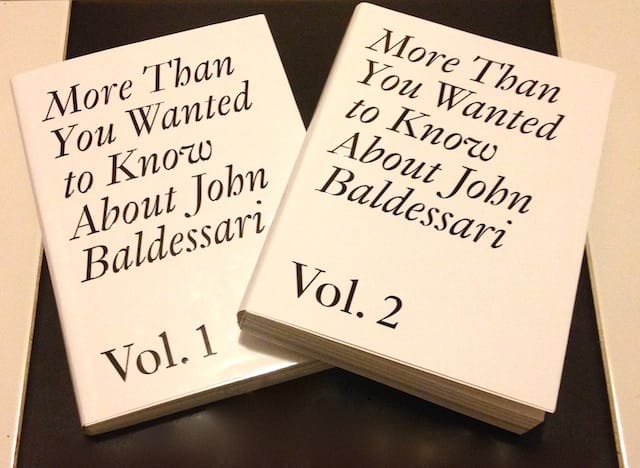 More Than
You Wanted
to Know
About John
Baldessari
Vol. 1
More Than
You Wanted
to Know
About John
Baldessari
Vol. 2